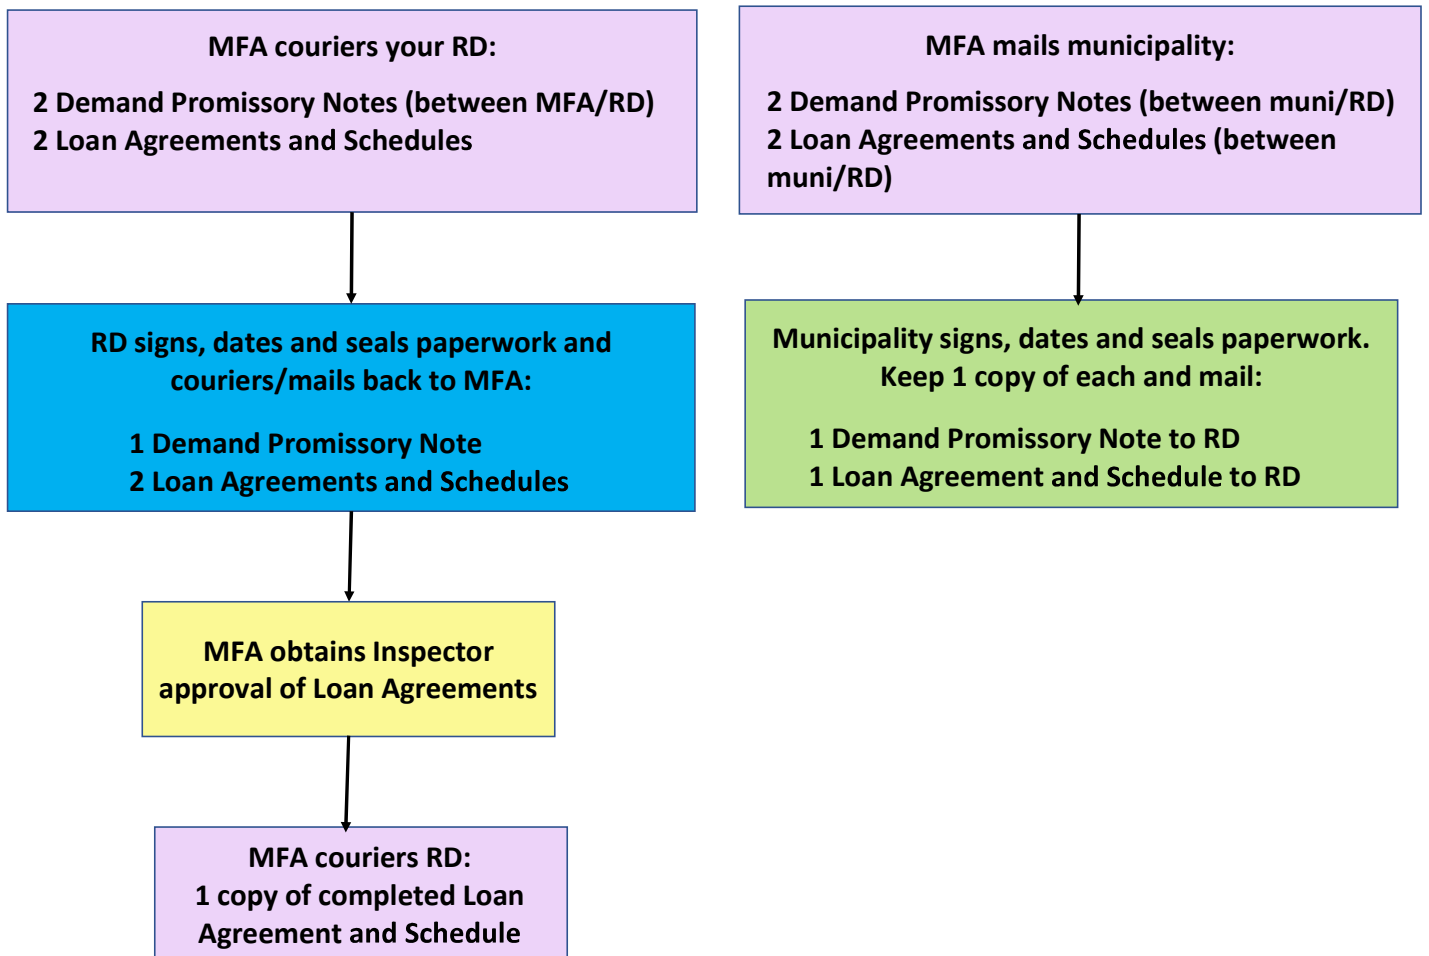 MFA couriers your RD:
2 Demand Promissory Notes (between MFA/RD)
2 Loan Agreements and Schedules
MFA mails municipality:
2 Demand Promissory Notes (between muni/RD)
2 Loan Agreements and Schedules (between
muni/RD)
RD signs, dates and seals paperwork and
couriers/mails back to MFA:
1 Demand Promissory Note
2 Loan Agreements and Schedules
Municipality signs, dates and seals paperwork.
Keep 1 copy of each and mail:
1 Demand Promissory Note to RD
1 Loan Agreement and Schedule to RD
MFA obtains Inspector
approval of Loan Agreements
MFA couriers RD:
1 copy of completed Loan
Agreement and Schedule